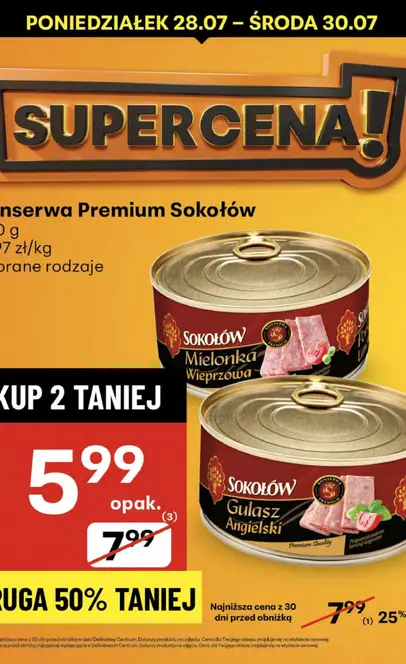 PONIEDZIAŁEK 28.07 – ŚRODA 30.07
SUPERCENA!
nserwa Premium Sokołów
0 g
97 zł/kg
brane rodzaje
SOKOŁÓW
Mielonka
Wieprzowa
KUP 2 TANIEJ
5.99
opak.
(3)
7.99
SOKOŁÓW
Gulasz
Angielski
Premium Quality
RUGA 50% TANIEJ
Najniższa cena z 30
dni przed obniżką
7.99
(1)
25%